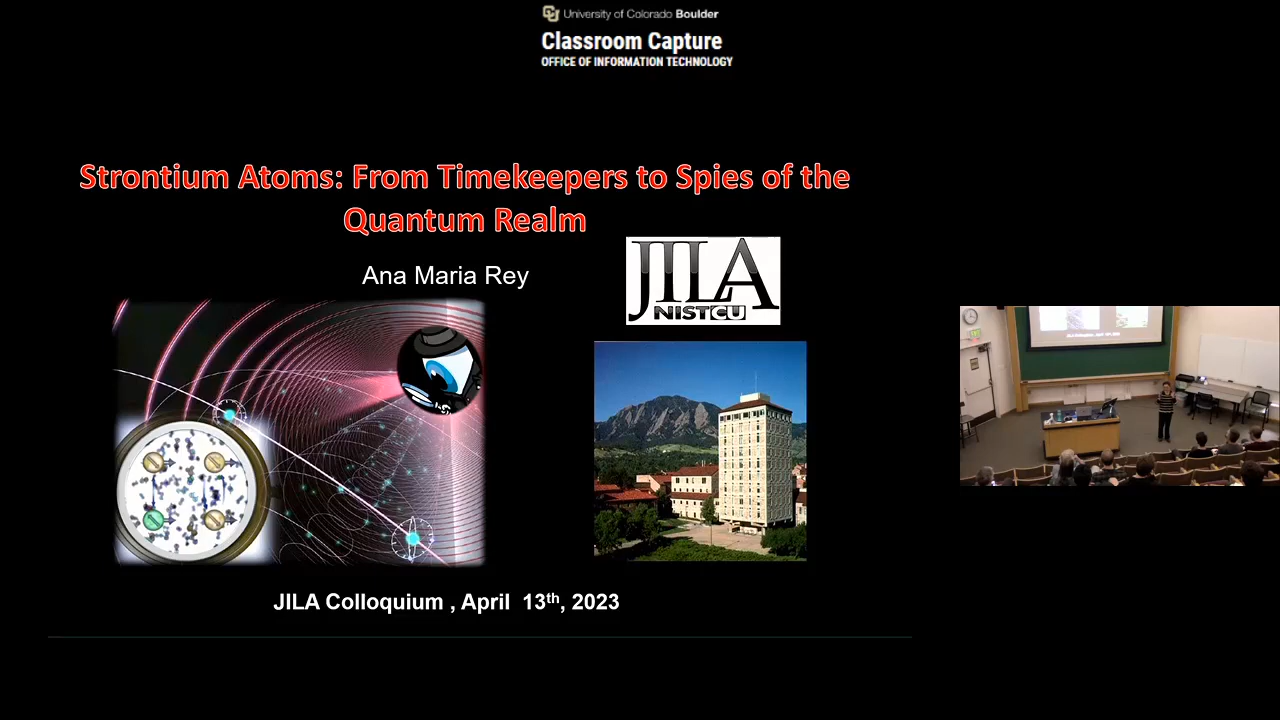 University of Colorado Boulder
Classroom Capture
OFFICE OF INFORMATION TECHNOLOGY
Strontium Atoms: From Timekeepers to Spies of the
Quantum Realm
Ana Maria Rey
JILA
NIST CU
JILA Colloquium , April 13th, 2023